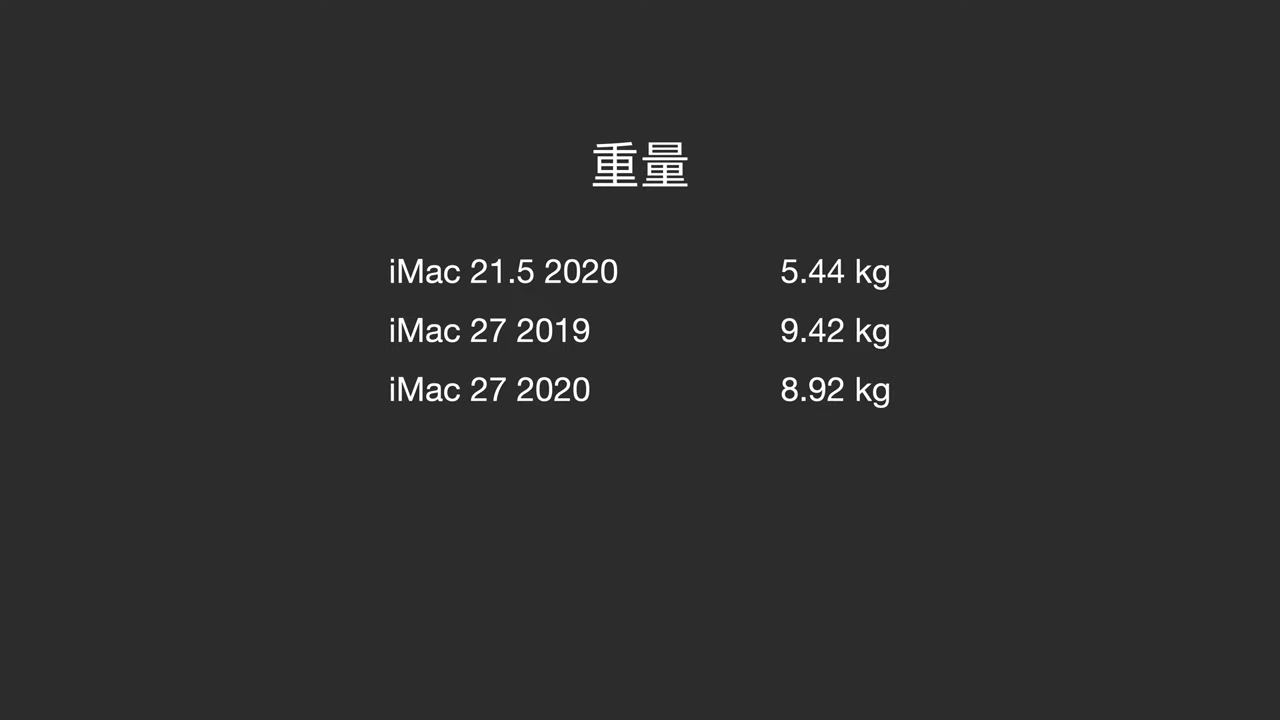 重量
iMac 21.5 2020 5.44 kg
iMac 27 2019 9.42 kg
iMac 27 2020 8.92 kg